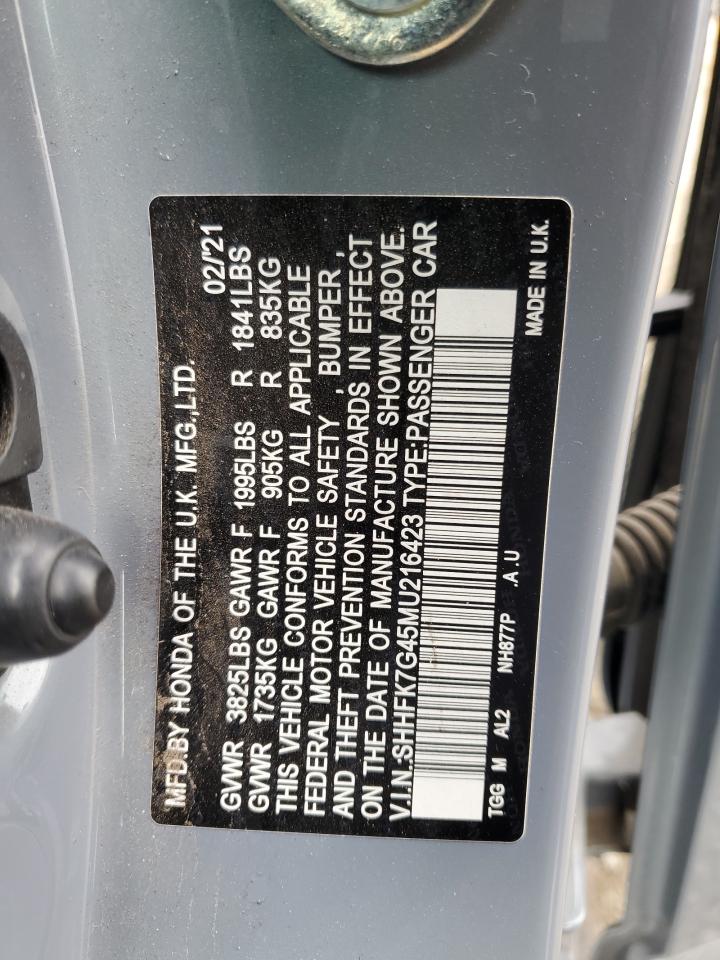 MFD.BY HONDA OF THE U.K. MFG.,LTD. 02/'21
GVWR 3825LBS GAWR F 1995LBS R 1841LBS
GVWR 1735KG GAWR F 905KG R 835KG
THIS VEHICLE CONFORMS TO ALL APPLICABLE
FEDERAL MOTOR VEHICLE SAFETY , BUMPER ,
AND THEFT PREVENTION STANDARDS IN EFFECT
ON THE DATE OF MANUFACTURE SHOWN ABOVE.
V.I.N.:SHHFK7G45MU216423 TYPE:PASSENGER CAR
TGG M AL2 NH877P .A.U MADE IN U.K.